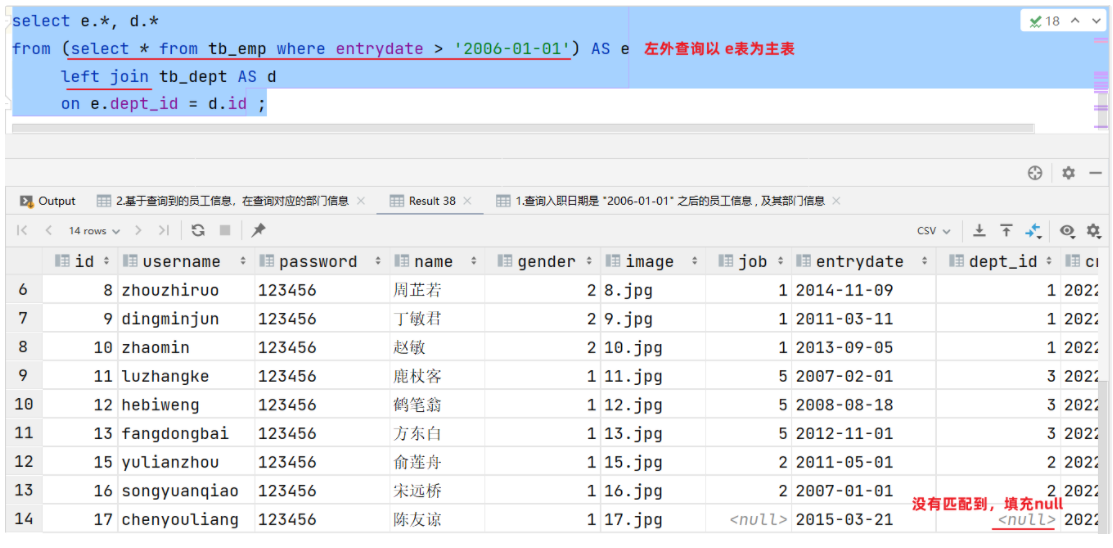 select e.*, d.*
18
from (select * from tb_emp where entrydate > '2006-01-01') AS e 左外查询以 e表为主表
left join tb_dept AS d
on e.dept_id = d.id ;
Output 2.基于查询到的员工信息，在查询对应的部门信息 Result 38 1.查询入职日期是 "2006-01-01" 之后的员工信息 , 及其部门信息
14 rows CSV
id username password name gender image job entrydate dept_id
6 8 zhouzhiruo 123456 周芷若 2 8.jpg 1 2014-11-09 1 2022
7 9 dingminjun 123456 丁敏君 2 9.jpg 1 2011-03-11 1 2022
8 10 zhaomin 123456 赵敏 2 10.jpg 1 2013-09-05 1 2022
9 11 luzhangke 123456 鹿杖客 1 11.jpg 5 2007-02-01 3 2022
10 12 hebiweng 123456 鹤笔翁 1 12.jpg 5 2008-08-18 3 2022
11 13 fangdongbai 123456 方东白 1 13.jpg 5 2012-11-01 3 2022
12 15 yulianzhou 123456 俞莲舟 1 15.jpg 2 2011-05-01 2 2022
13 16 songyuanqiao 123456 宋远桥 1 16.jpg 2 2007-01-01 2 2022
没有匹配到，填充null
14 17 chenyouliang 123456 陈友谅 1 17.jpg <null> 2015-03-21 <null> 2022